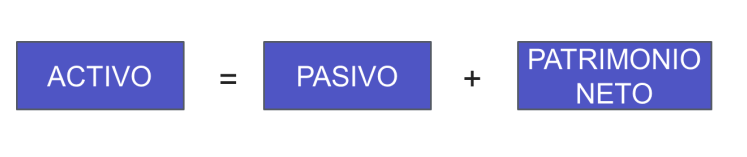 ACTIVO = PASIVO + PATRIMONIO
NETO